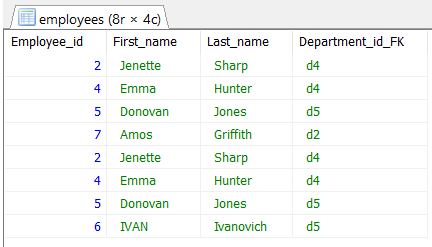 employees (8r × 4c)
Employee_id First_name Last_name Department_id_FK
2 Jenette Sharp d4
4 Emma Hunter d4
5 Donovan Jones d5
7 Amos Griffith d2
2 Jenette Sharp d4
4 Emma Hunter d4
5 Donovan Jones d5
6 IVAN Ivanovich d5